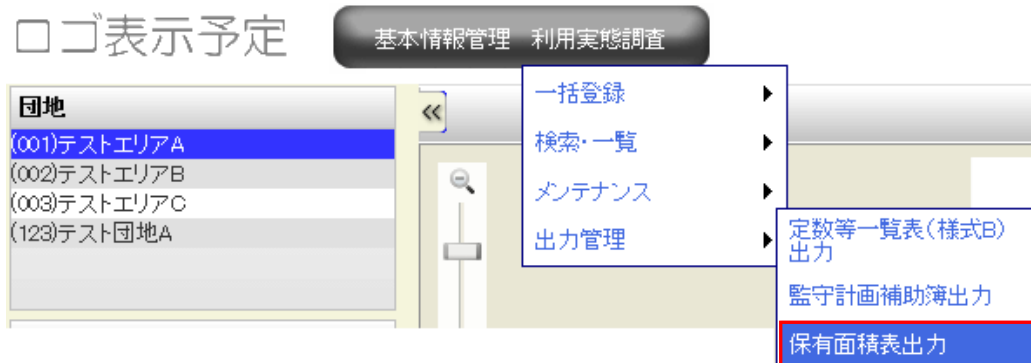 ロゴ表示予定
基本情報管理 利用実態調査
団地
(001)テストエリアA
(002)テストエリアB
(003)テストエリアC
(123)テスト団地A
«
一括登録
検索・一覧
メンテナンス
出力管理
定数等一覧表(様式B)
出力
監守計画補助簿出力
保有面積表出力